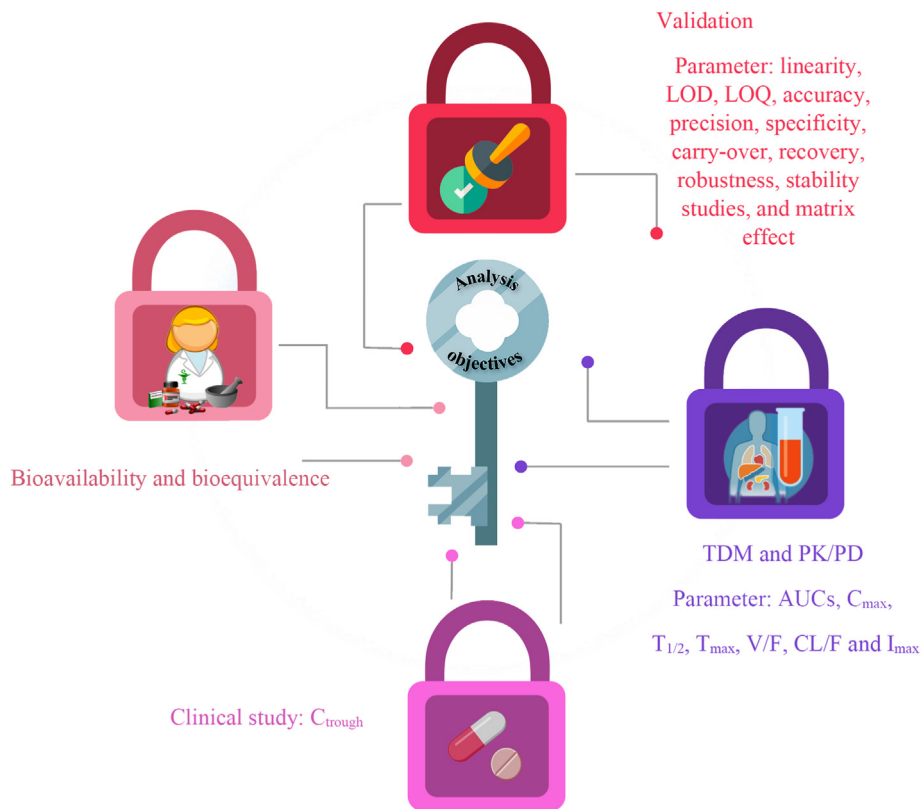 Validation
Parameter: linearity,
LOD, LOQ, accuracy,
precision, specificity,
carry-over, recovery,
robustness, stability
studies, and matrix
effect
Analysis
objectives
Bioavailability and bioequivalence
TDM and PK/PD
Parameter: AUCs, Cmax,
T1/2, Tmax, V/F, CL/F and Imax
Clinical study: Ctrough